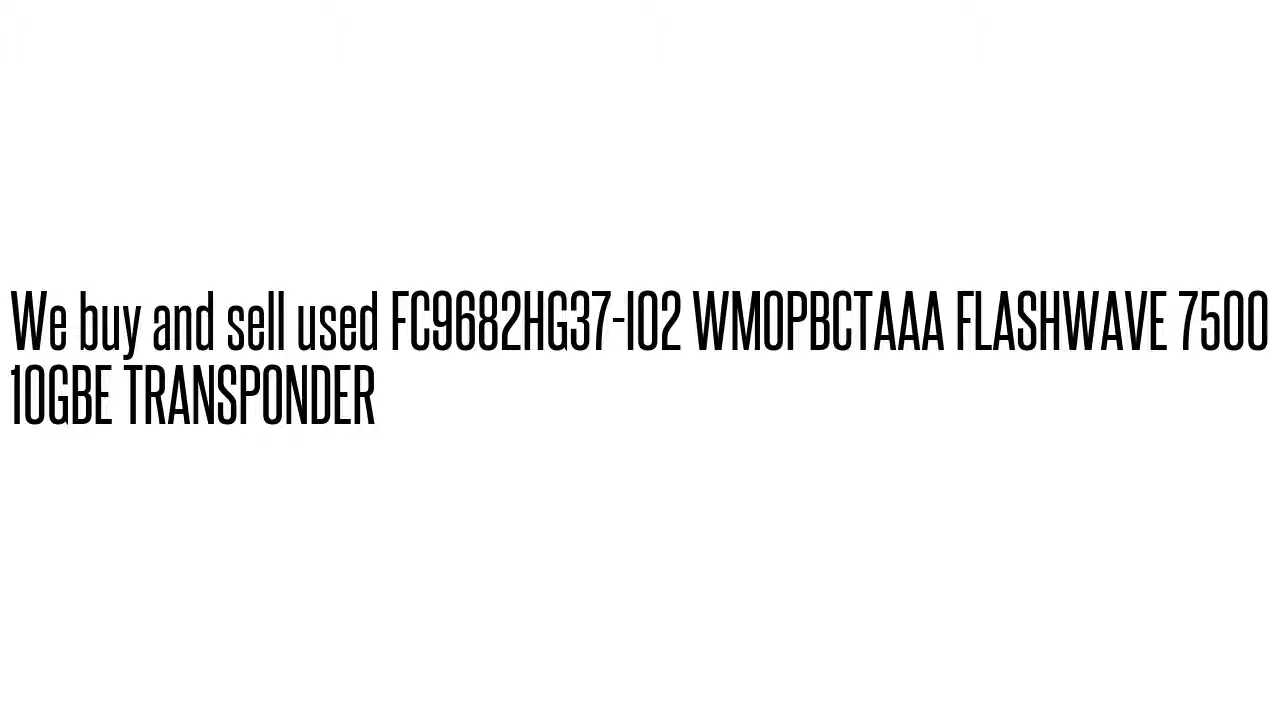 We buy and sell used FC9682HG37-I02 WMOPBCTAAA FLASHWAVE 7500
10GBE TRANSPONDER